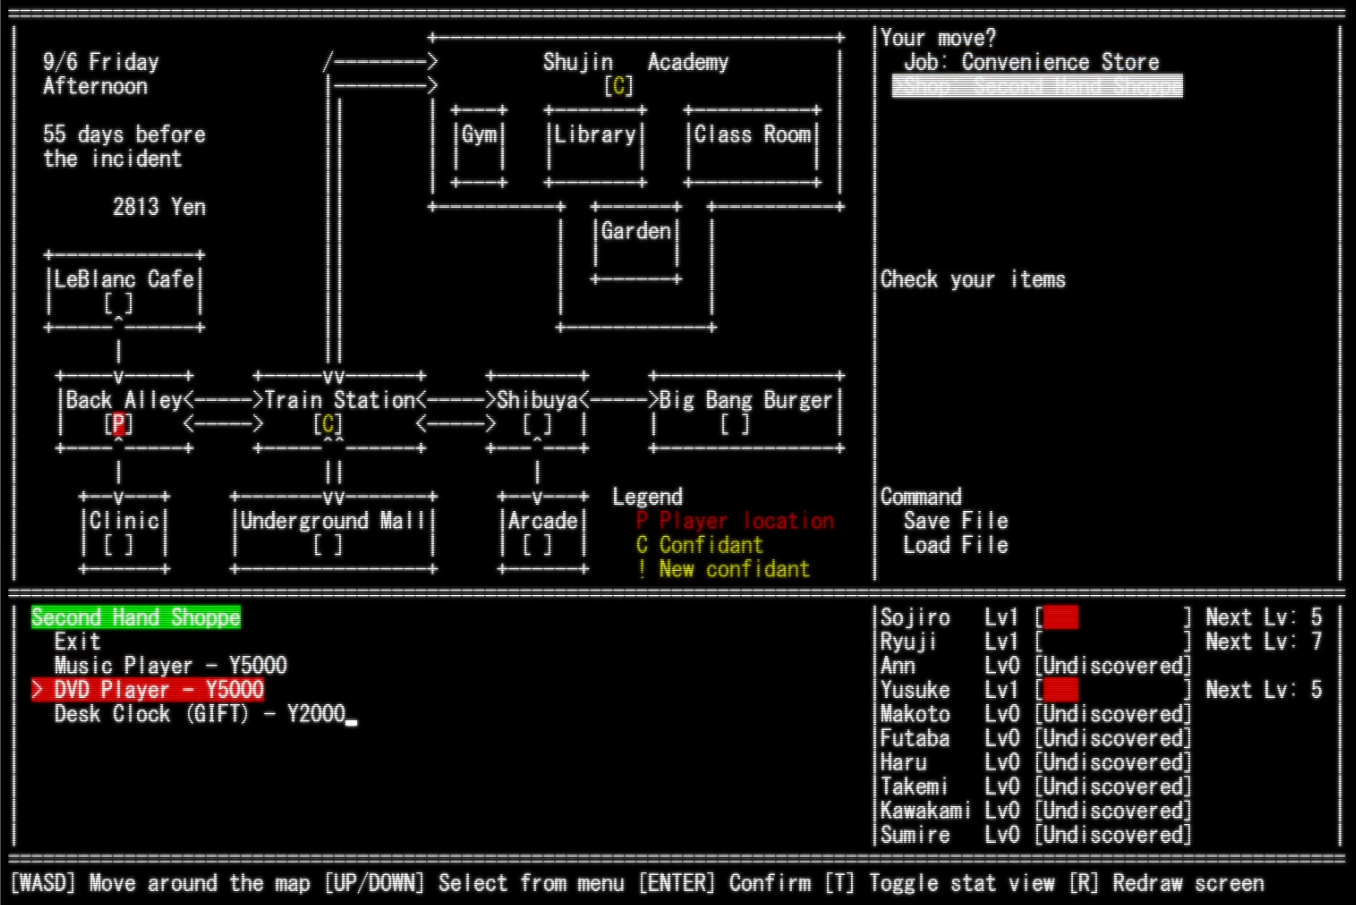 9/6 Friday
Afternoon
55 days before
the incident
2813 Yen
Shujin Academy
[C]
Gym
Library
Class Room
Garden
LeBlanc Cafe
[ ]
Back Alley
[P]
Train Station
[C]
Shibuya
[ ]
Big Bang Burger
[ ]
Clinic
[ ]
Underground Mall
[ ]
Arcade
[ ]
Legend
P Player location
C Confidant
! New confidant
Your move?
Job: Convenience Store
>Shop: Second Hand Shoppe
Check your items
Command
Save File
Load File
Second Hand Shoppe
Exit
Music Player - Y5000
> DVD Player - Y5000
Desk Clock (GIFT) - Y2000_
Sojiro Lv1 [ ] Next Lv: 5
Ryuji Lv1 [ ] Next Lv: 7
Ann Lv0 [Undiscovered]
Yusuke Lv1 [ ] Next Lv: 5
Makoto Lv0 [Undiscovered]
Futaba Lv0 [Undiscovered]
Haru Lv0 [Undiscovered]
Takemi Lv0 [Undiscovered]
Kawakami Lv0 [Undiscovered]
Sumire Lv0 [Undiscovered]
[WASD] Move around the map [UP/DOWN] Select from menu [ENTER] Confirm [T] Toggle stat view [R] Redraw screen